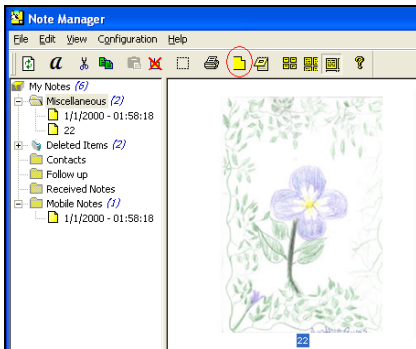 Note Manager
File Edit View Configuration Help
a
My Notes (6)
Miscellaneous (2)
1/1/2000 - 01:58:18
22
Deleted Items (2)
Contacts
Follow up
Received Notes
Mobile Notes (1)
1/1/2000 - 01:58:18
22